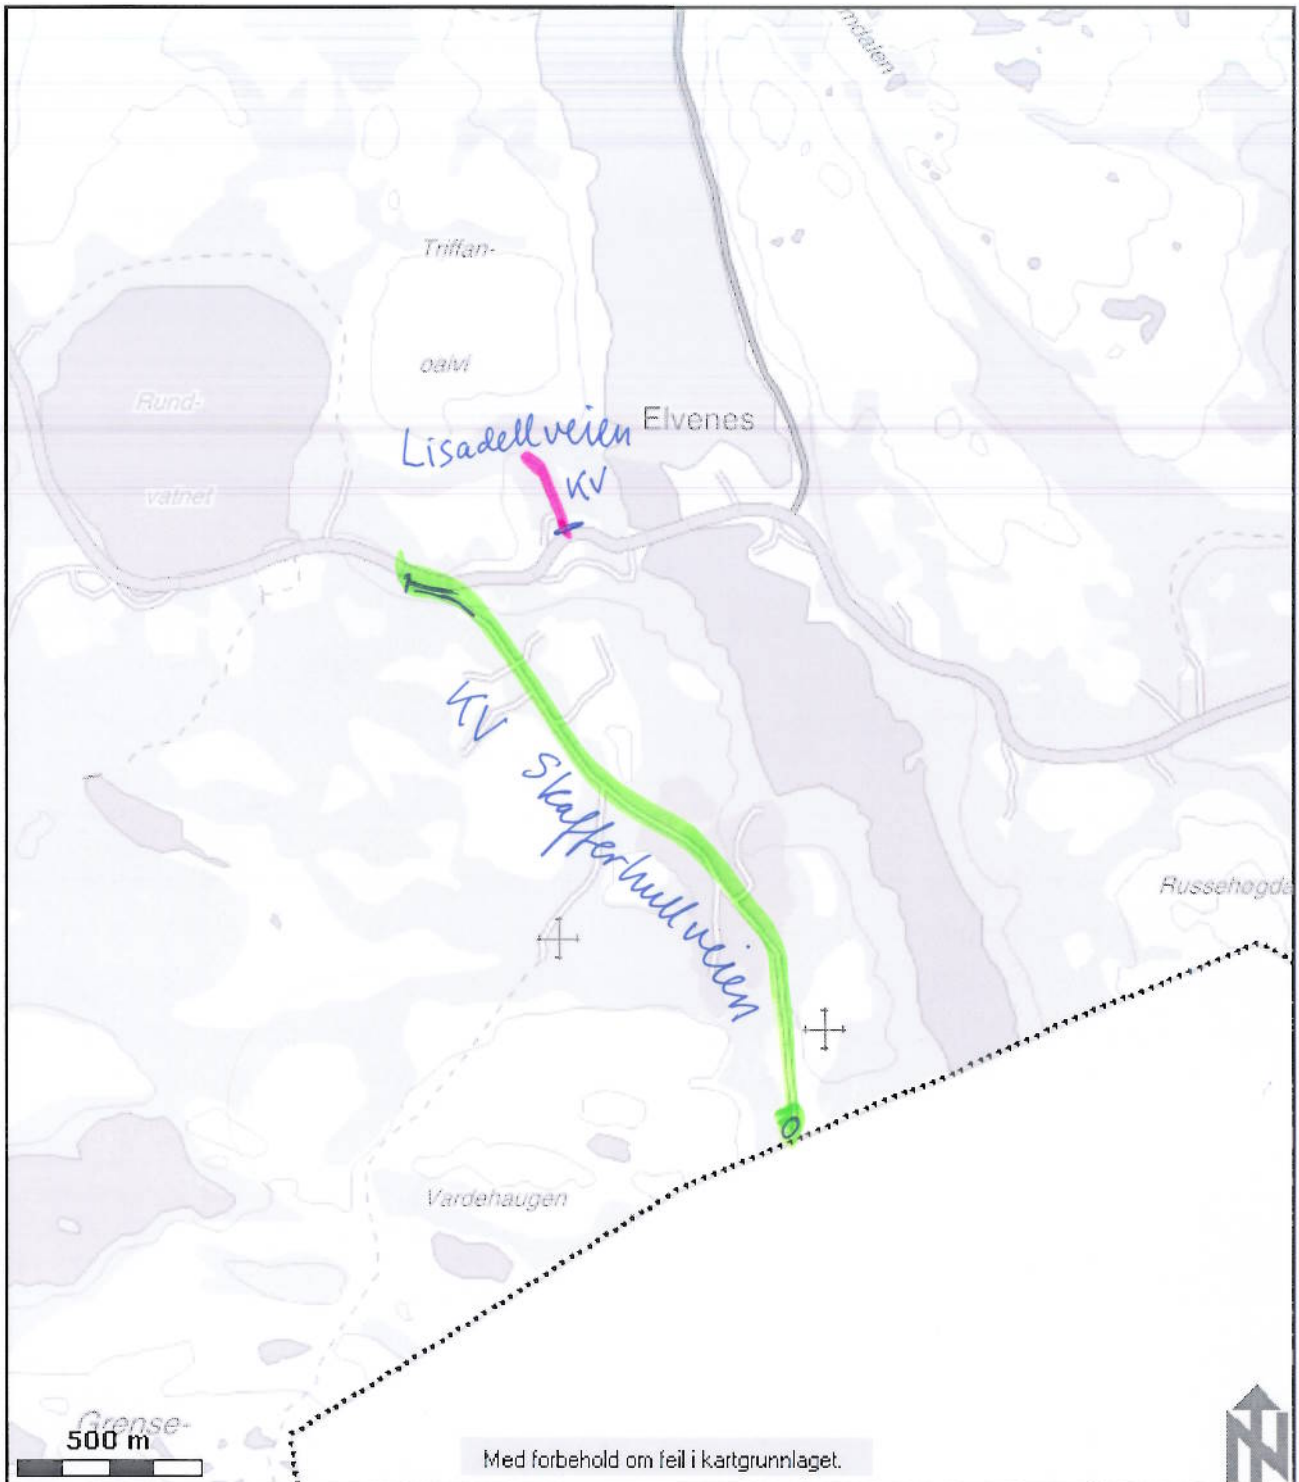 Triffan-
oaivi
Rund-
vatnet
Elvenes
Lisadellveien
KV
KV
Skafferhullveien
Russehøgda
Vardehaugen
Grense-
500 m
Med forbehold om feil i kartgrunnlaget.
N